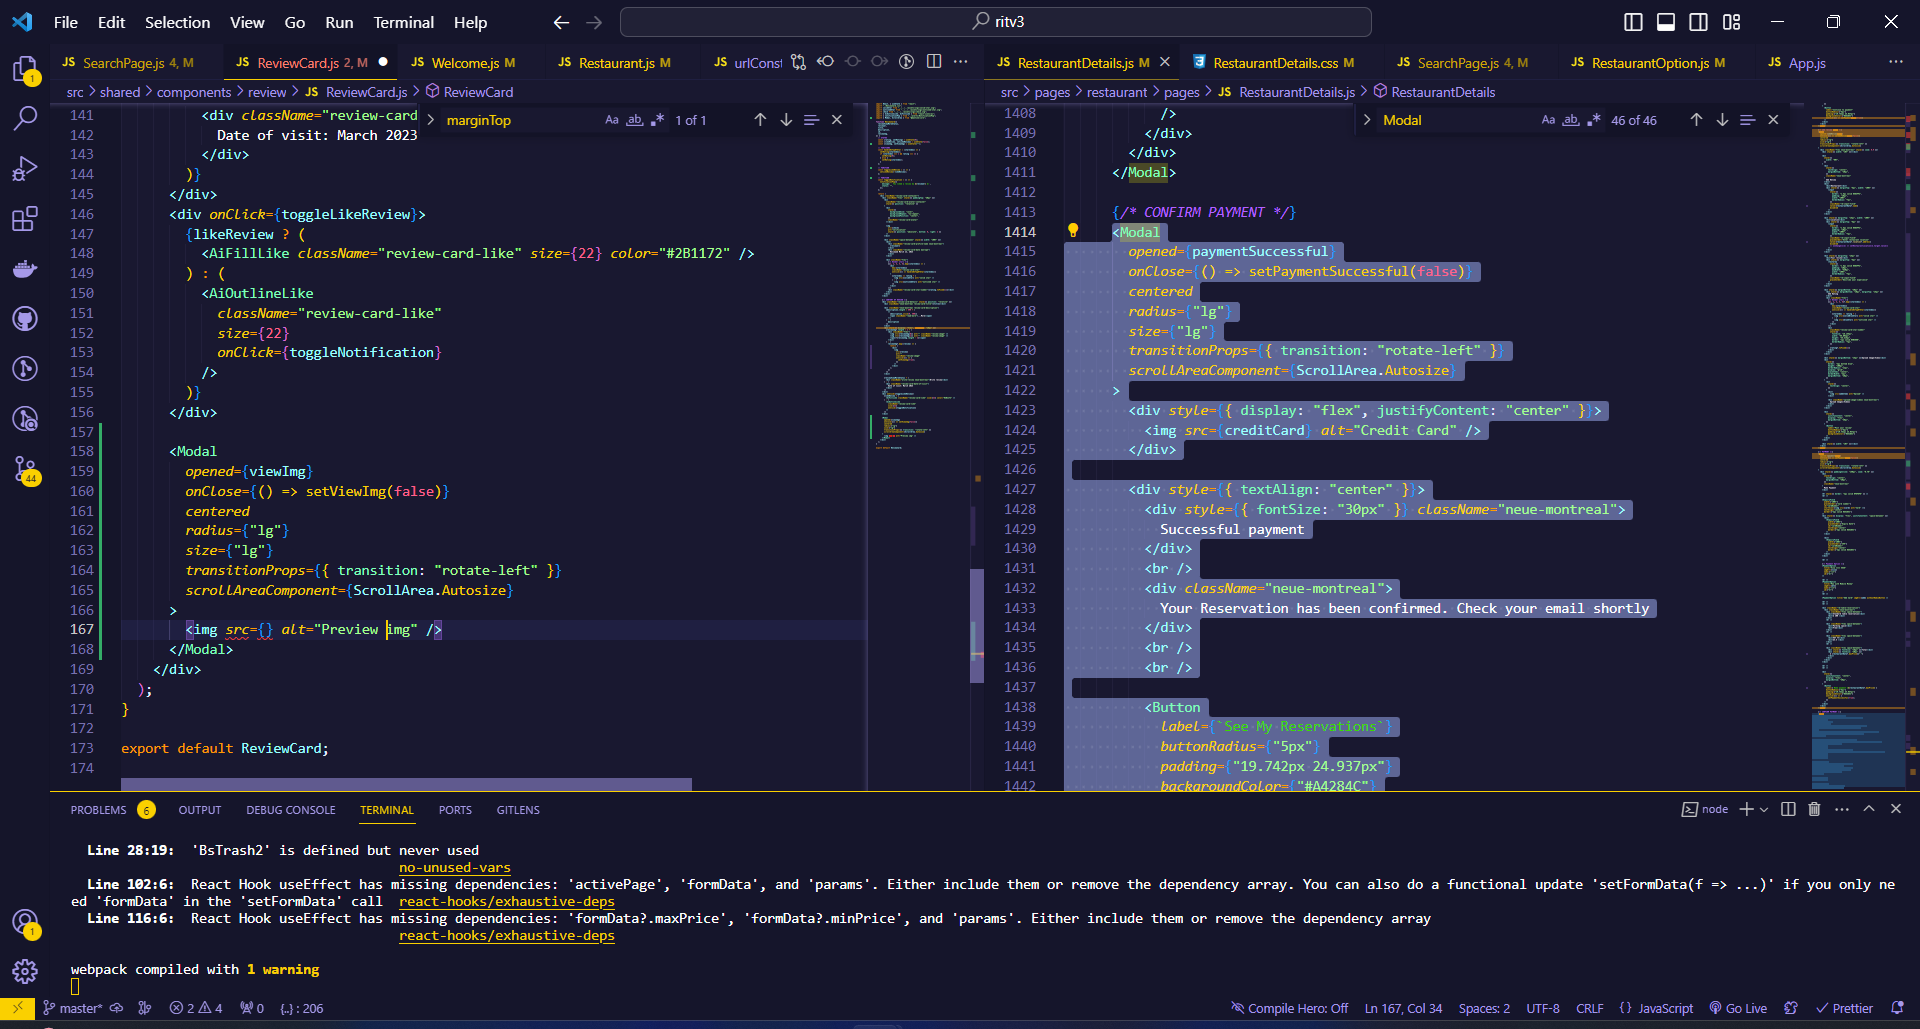 File Edit Selection View Go Run Terminal Help
ritv3
JS SearchPage.js 4, M
JS ReviewCard.js 2, M
JS Welcome.js M
JS Restaurant.js M
JS urlConst
JS RestaurantDetails.js M
RestaurantDetails.css M
JS SearchPage.js 4, M
JS RestaurantOption.js M
JS App.js
src > shared > components > review > JS ReviewCard.js > ReviewCard
src > pages > restaurant > pages > JS RestaurantDetails.js > RestaurantDetails
marginTop Aa ab 1 of 1
Modal Aa ab 46 of 46
141 <div className="review-card
142 Date of visit: March 2023
143 </div>
144 )}
145 </div>
146 <div onClick={toggleLikeReview}>
147 {likeReview ? (
148 <AiFillLike className="review-card-like" size={22} color="#2B1172" />
149 ) : (
150 <AiOutlineLike
151 className="review-card-like"
152 size={22}
153 onClick={toggleNotification}
154 />
155 )}
156 </div>
157
158 <Modal
159 opened={viewImg}
160 onClose={() => setViewImg(false)}
161 centered
162 radius={"lg"}
163 size={"lg"}
164 transitionProps={{ transition: "rotate-left" }}
165 scrollAreaComponent={ScrollArea.Autosize}
166 >
167 <img src={} alt="Preview img" />
168 </Modal>
169 </div>
170 );
171 }
172
173 export default ReviewCard;
174
1408 />
1409 </div>
1410 </div>
1411 </Modal>
1412
1413 {/* CONFIRM PAYMENT */}
1414 <Modal
1415 opened={paymentSuccessful}
1416 onClose={() => setPaymentSuccessful(false)}
1417 centered
1418 radius={"lg"}
1419 size={"lg"}
1420 transitionProps={{ transition: "rotate-left" }}
1421 scrollAreaComponent={ScrollArea.Autosize}
1422 >
1423 <div style={{ display: "flex", justifyContent: "center" }}>
1424 <img src={creditCard} alt="Credit Card" />
1425 </div>
1426
1427 <div style={{ textAlign: "center" }}>
1428 <div style={{ fontSize: "30px" }} className="neue-montreal">
1429 Successful payment
1430 </div>
1431 <br />
1432 <div className="neue-montreal">
1433 Your Reservation has been confirmed. Check your email shortly
1434 </div>
1435 <br />
1436 <br />
1437
1438 <Button
1439 label={`See My Reservations`}
1440 buttonRadius={"5px"}
1441 padding={"19.742px 24.937px"}
1442 backgroundColor={"#A4284C"}
1
44
1
PROBLEMS 6 OUTPUT DEBUG CONSOLE TERMINAL PORTS GITLENS
node
Line 28:19: 'BsTrash2' is defined but never used
no-unused-vars
Line 102:6: React Hook useEffect has missing dependencies: 'activePage', 'formData', and 'params'. Either include them or remove the dependency array. You can also do a functional update 'setFormData(f => ...)' if you only ne
ed 'formData' in the 'setFormData' call react-hooks/exhaustive-deps
Line 116:6: React Hook useEffect has missing dependencies: 'formData?.maxPrice', 'formData?.minPrice', and 'params'. Either include them or remove the dependency array
react-hooks/exhaustive-deps
webpack compiled with 1 warning
master* 2 4 0 {..} : 206
Compile Hero: Off Ln 167, Col 34 Spaces: 2 UTF-8 CRLF {} JavaScript Go Live Prettier